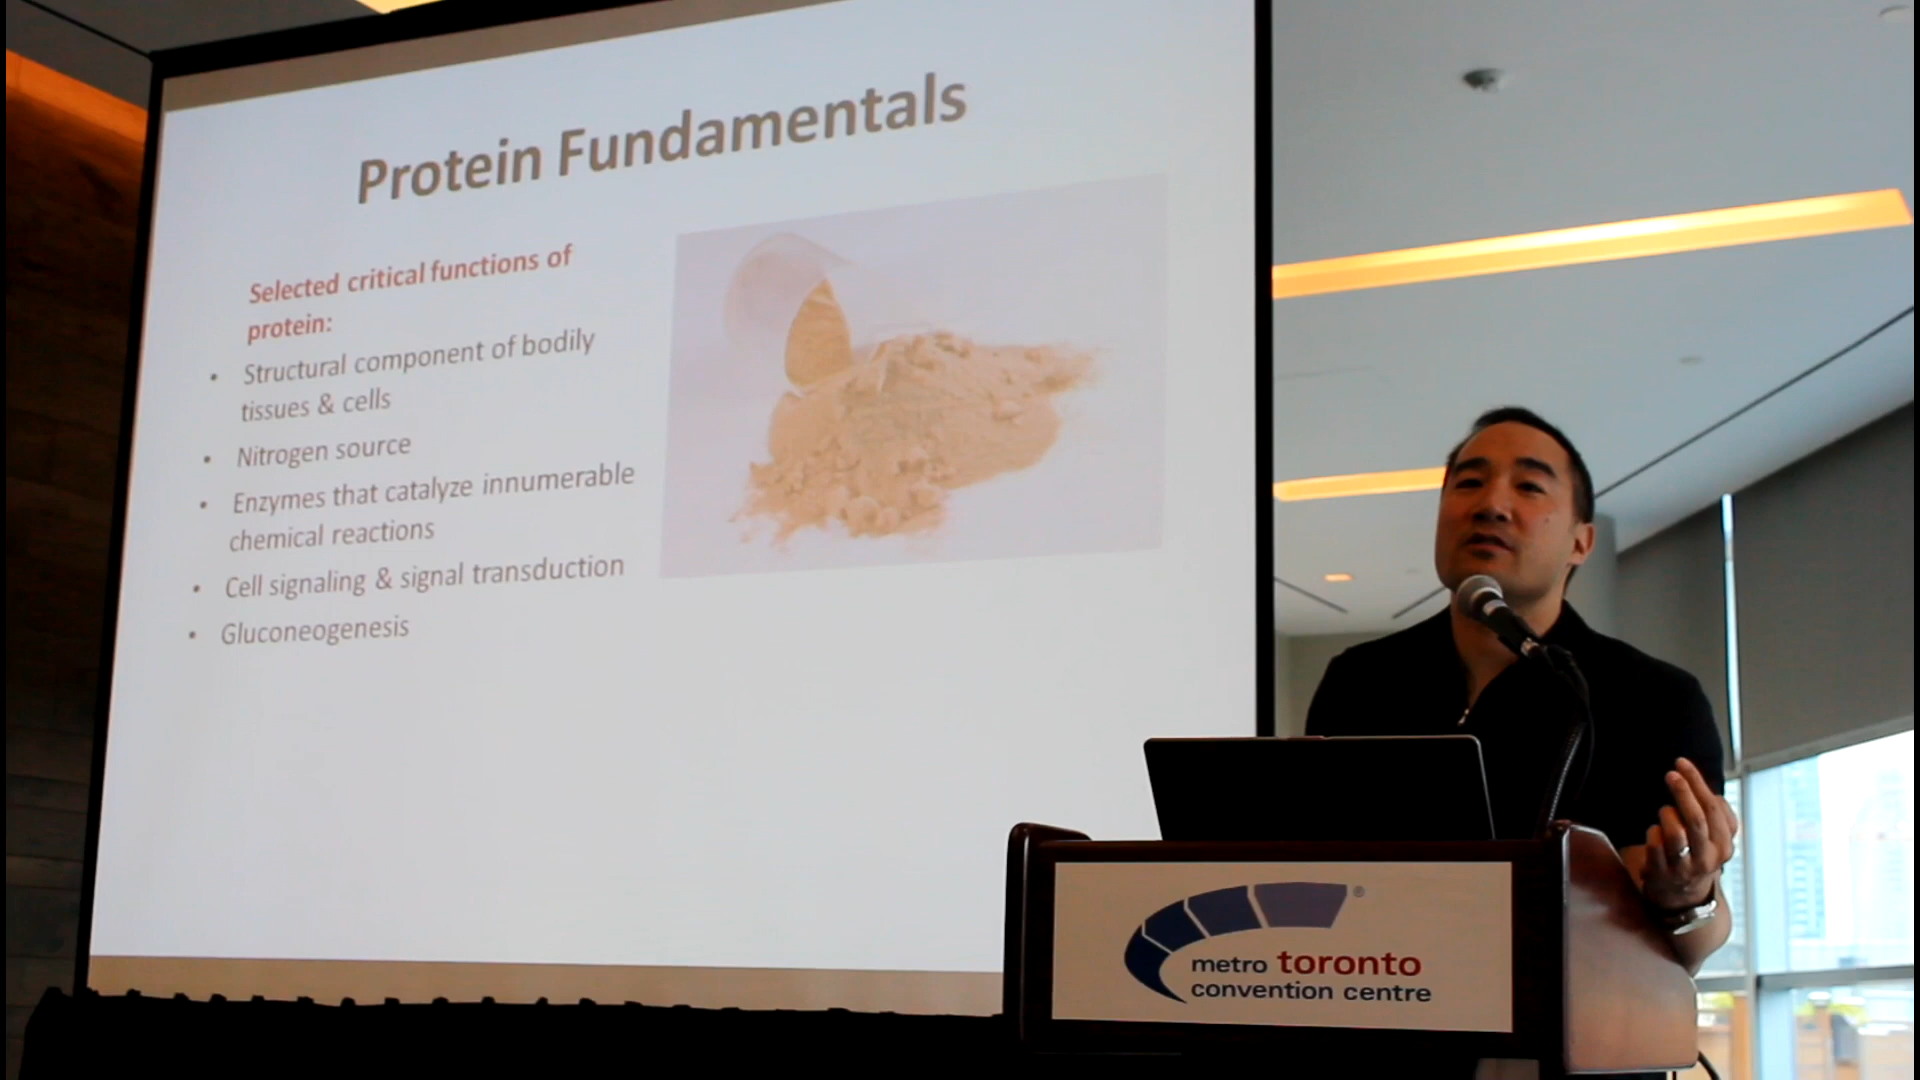 Protein Fundamentals
Selected critical functions of
protein:
• Structural component of bodily
tissues & cells
• Nitrogen source
• Enzymes that catalyze innumerable
chemical reactions
• Cell signaling & signal transduction
• Gluconeogenesis
®
metro toronto
convention centre